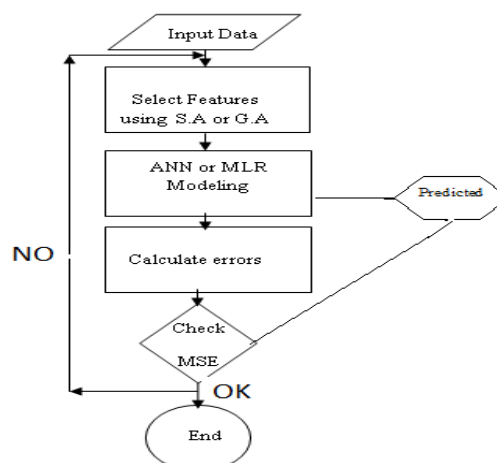 Input Data
Select Features
using S.A or G.A
ANN or MLR
Modeling
Predicted
Calculate errors
NO
Check
MSE
OK
End